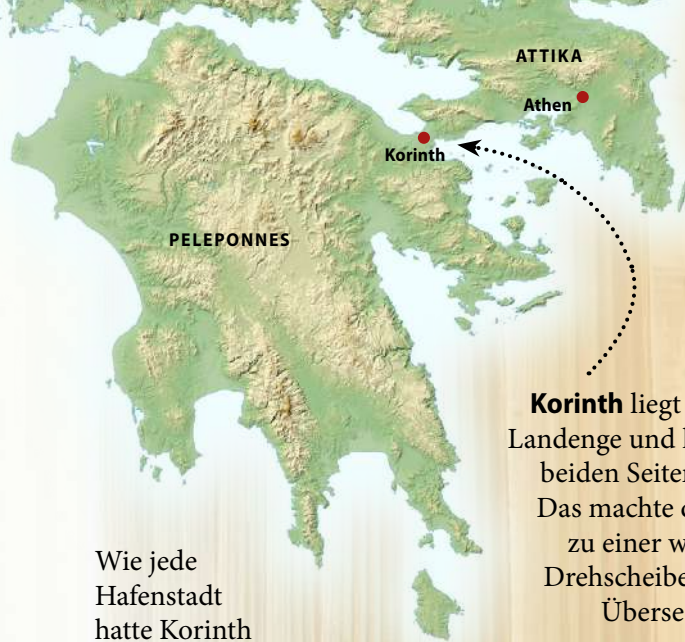 ATTIKA
Athen
Korinth
PELEPONNES
Korinth liegt
Landenge und
beiden Seiten
Das machte
zu einer
Drehscheibe
Überse
Wie jede
Hafenstadt
hatte Korinth